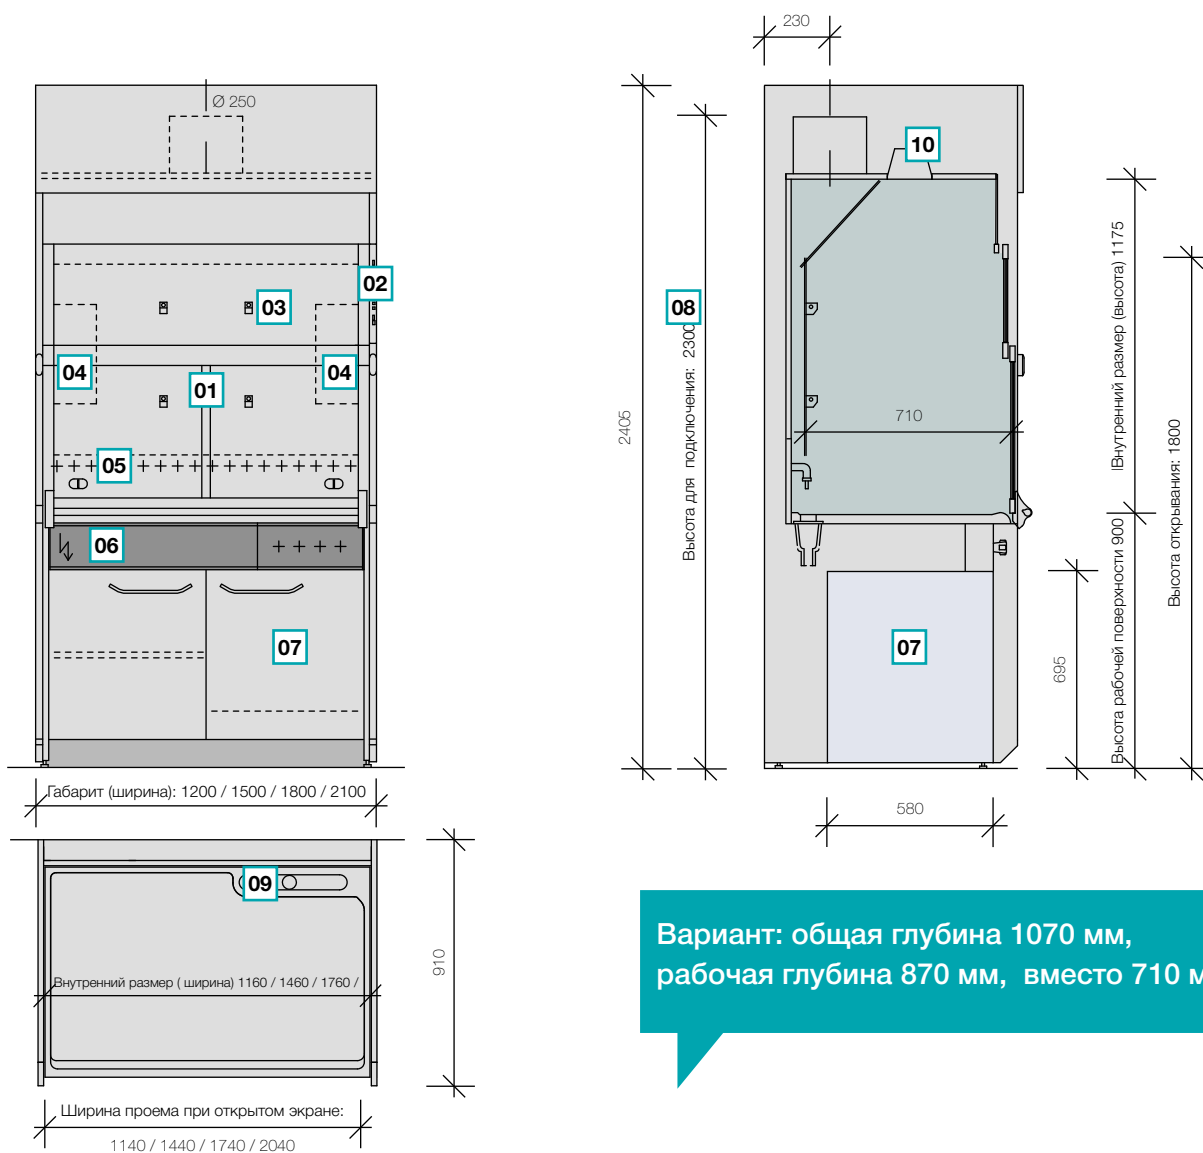 Ø 250
02
03
04
04
01
05
06
07
Габарит (ширина): 1200 / 1500 / 1800 / 2100
09
Внутренний размер ( ширина) 1160 / 1460 / 1760 /
910
Ширина проема при открытом экране:
1140 / 1440 / 1740 / 2040
230
10
08
2405
Высота для подключения: 2300
710
07
695
580
Внутренний размер (высота) 1175
Высота рабочей поверхности 900
Высота открывания: 1800
Вариант: общая глубина 1070 мм,
рабочая глубина 870 мм, вместо 710 м